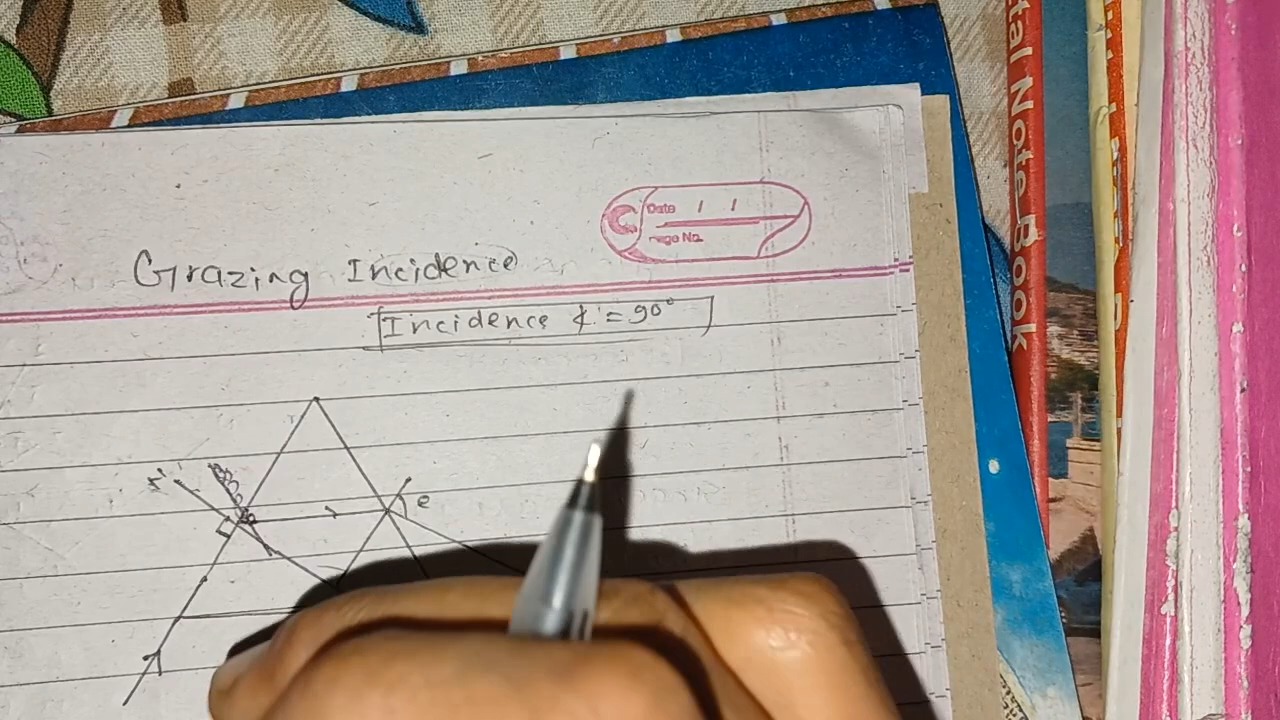 tal Note Book
Date / /
Page No.
Grazing Incidence
Incidence ∠ = 90°
e